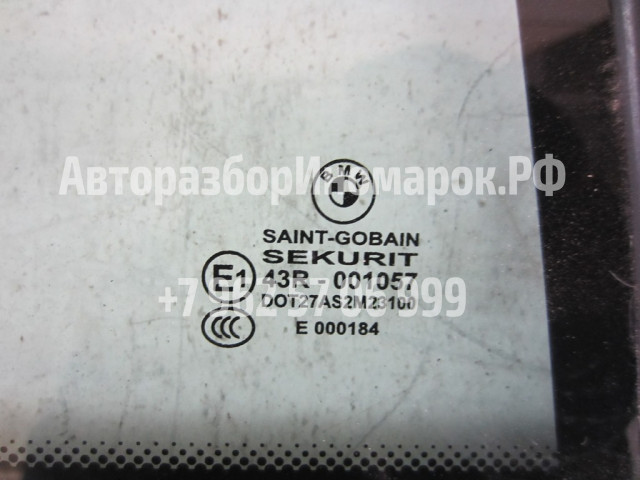 BMW
АвторазборИномарок.РФ
SAINT-GOBAIN
SEKURIT
E1 43R - 001057
DOT27AS2M23100
CCC E 000184